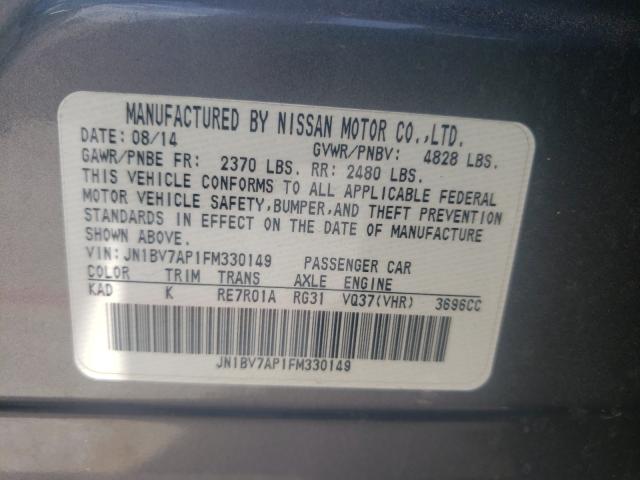 MANUFACTURED BY NISSAN MOTOR CO.,LTD.
DATE: 08/14 GVWR/PNBV: 4828 LBS.
GAWR/PNBE FR: 2370 LBS. RR: 2480 LBS.
THIS VEHICLE CONFORMS TO ALL APPLICABLE FEDERAL
MOTOR VEHICLE SAFETY,BUMPER,AND THEFT PREVENTION
STANDARDS IN EFFECT ON THE DATE OF MANUFACTURE
SHOWN ABOVE.
VIN: JN1BV7AP1FM330149 PASSENGER CAR
COLOR TRIM TRANS AXLE ENGINE
KAD K RE7R01A RG31 VQ37(VHR) 3696CC
JN1BV7AP1FM330149